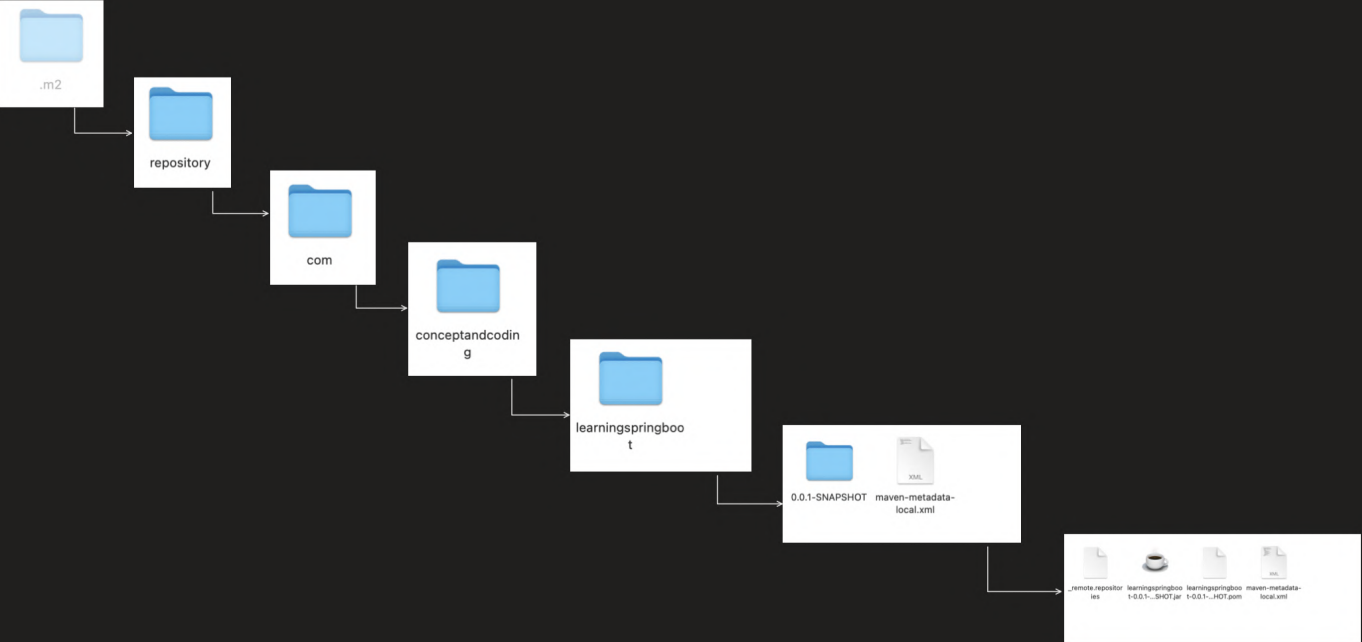 .m2
repository
com
conceptandcodin
g
learningspringboo
t
XML
0.0.1-SNAPSHOT
maven-metadata-
local.xml
XML
_remote.repositor
ies
learningspringboo
t-0.0.1-...SHOT.jar
learningspringboo
t-0.0.1-...HOT.pom
maven-metadata-
local.xml